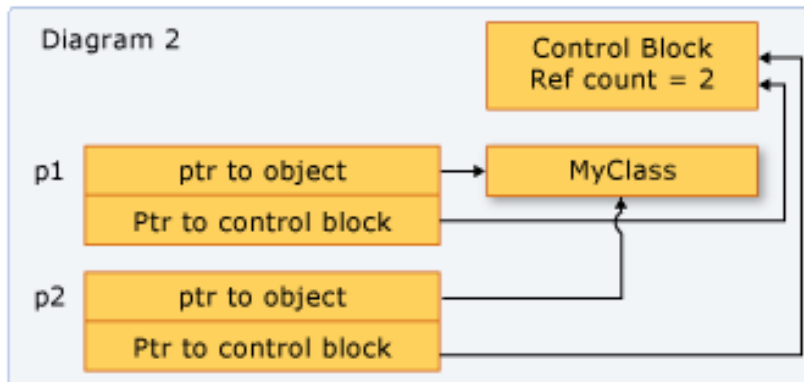 Diagram 2
Control Block
Ref count = 2
p1
ptr to object
MyClass
Ptr to control block
p2
ptr to object
Ptr to control block